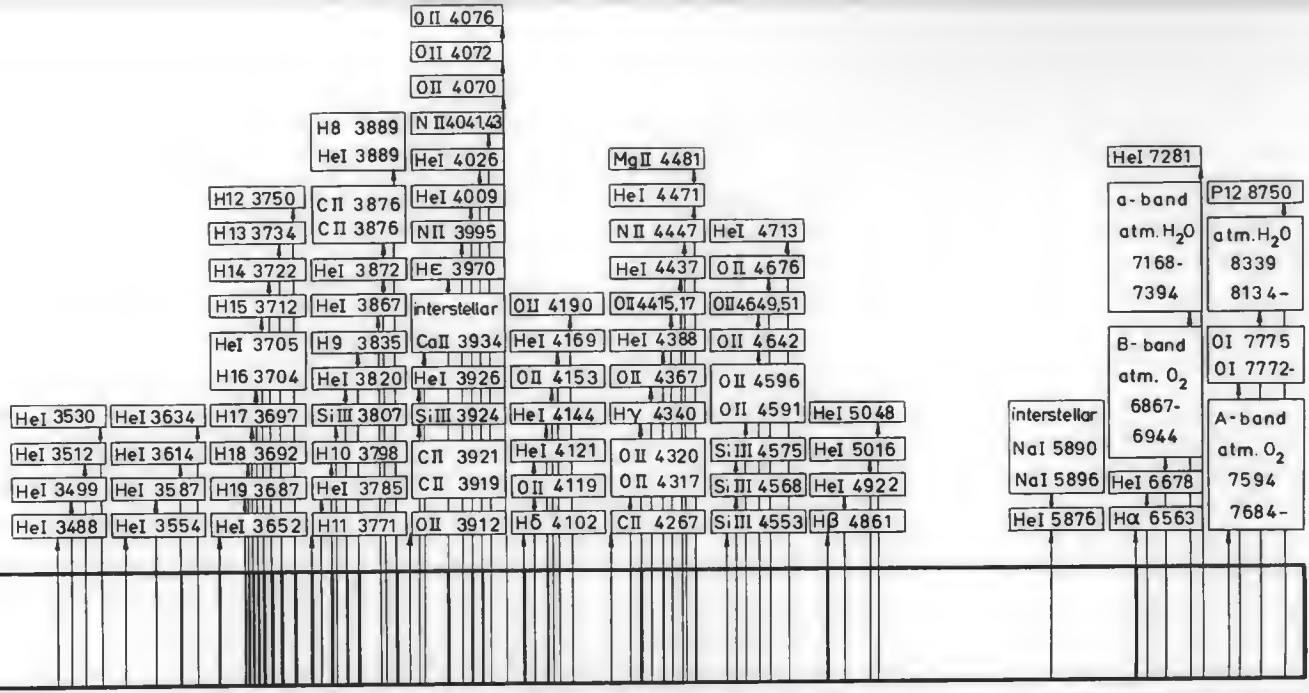 HeI 3530
HeI 3512
HeI 3499
HeI 3488
HeI 3634
HeI 3614
HeI 3587
HeI 3554
H12 3750
H13 3734
H14 3722
H15 3712
HeI 3705
H16 3704
H17 3697
H18 3692
H19 3687
HeI 3652
H8 3889
HeI 3889
CII 3876
CII 3876
HeI 3872
HeI 3867
H9 3835
HeI 3820
SiIII 3807
H10 3798
HeI 3785
H11 3771
OII 4076
OII 4072
OII 4070
NII 4041,43
HeI 4026
HeI 4009
NII 3995
Hε 3970
interstellar
CaII 3934
HeI 3926
SiIII 3924
CII 3921
CII 3919
OII 3912
OII 4190
HeI 4169
OII 4153
HeI 4144
HeI 4121
OII 4119
Hδ 4102
MgII 4481
HeI 4471
NII 4447
HeI 4437
OII 4415,17
HeI 4388
OII 4367
Hγ 4340
OII 4320
OII 4317
CII 4267
HeI 4713
OII 4676
OII 4649,51
OII 4642
OII 4596
OII 4591
SiIII 4575
SiIII 4568
SiIII 4553
HeI 5048
HeI 5016
HeI 4922
Hβ 4861
interstellar
NaI 5890
NaI 5896
HeI 5876
HeI 7281
a-band
atm. H₂O
7168-
7394
B-band
atm. O₂
6867-
6944
HeI 6678
Hα 6563
P12 8750
atm. H₂O
8339
8134-
OI 7775
OI 7772-
A-band
atm. O₂
7594
7684-